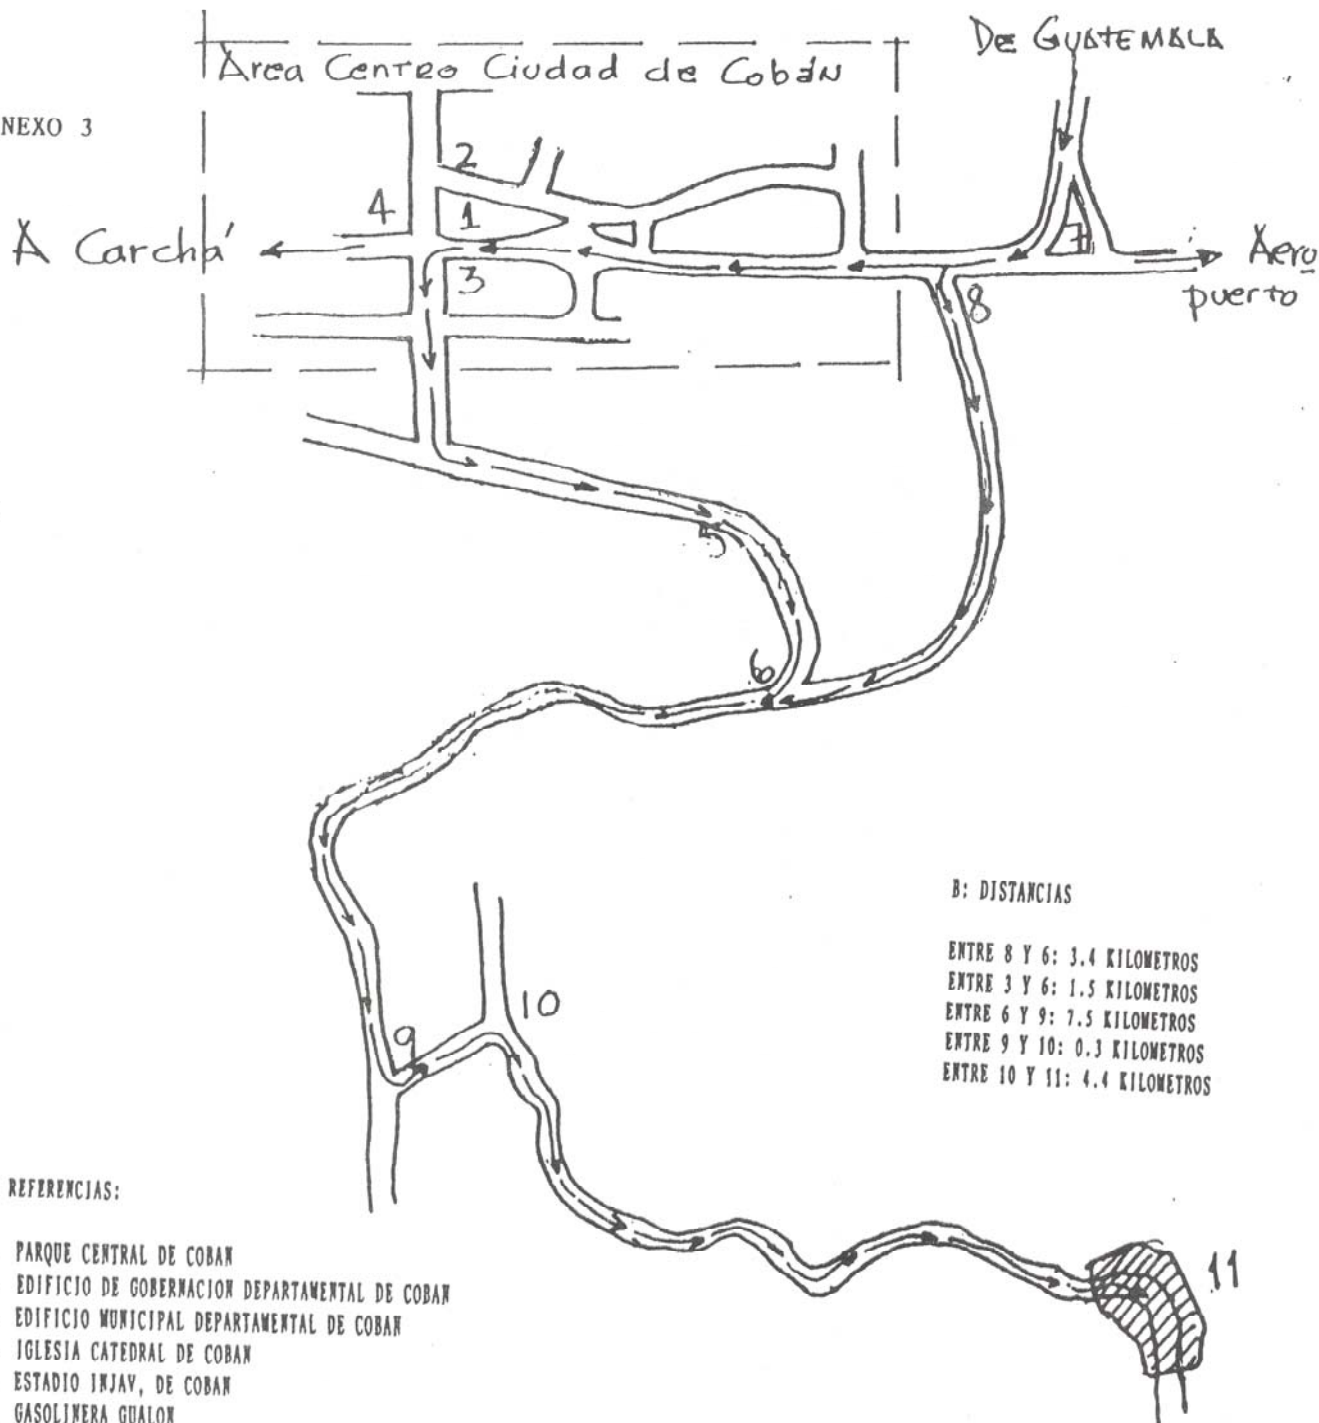 De GUATEMALA
Area Centro Ciudad de Cobán
NEXO 3
2
4
1
A Carchá
7
Aero
puerto
3
8
5
6
B: DISTANCIAS
ENTRE 8 Y 6: 3.4 KILOMETROS
ENTRE 3 Y 6: 1.5 KILOMETROS
ENTRE 6 Y 9: 7.5 KILOMETROS
ENTRE 9 Y 10: 0.3 KILOMETROS
ENTRE 10 Y 11: 4.4 KILOMETROS
10
9
REFERENCIAS:
PARQUE CENTRAL DE COBAN
EDIFICIO DE GOBERNACION DEPARTAMENTAL DE COBAN
EDIFICIO MUNICIPAL DEPARTAMENTAL DE COBAN
IGLESIA CATEDRAL DE COBAN
ESTADIO INJAV, DE COBAN
GASOLINERA GUALON
11